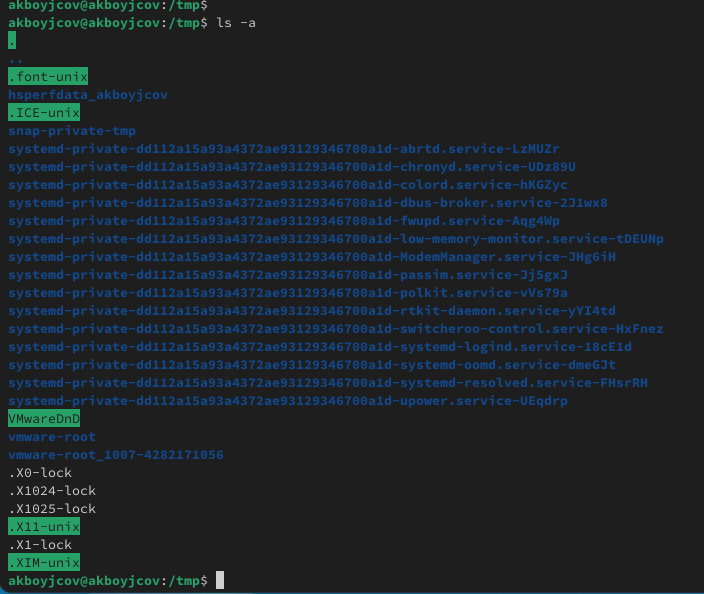 akboyjcov@akboyjcov:/tmp$
akboyjcov@akboyjcov:/tmp$ ls -a
.
..
.font-unix
hsperfdata_akboyjcov
.ICE-unix
snap-private-tmp
systemd-private-dd112a15a93a4372ae93129346700a1d-abrtd.service-LzMUZr
systemd-private-dd112a15a93a4372ae93129346700a1d-chronyd.service-UDz89U
systemd-private-dd112a15a93a4372ae93129346700a1d-colord.service-hKGZyc
systemd-private-dd112a15a93a4372ae93129346700a1d-dbus-broker.service-2J1wx8
systemd-private-dd112a15a93a4372ae93129346700a1d-fwupd.service-Aqg4Wp
systemd-private-dd112a15a93a4372ae93129346700a1d-low-memory-monitor.service-tDEUNp
systemd-private-dd112a15a93a4372ae93129346700a1d-ModemManager.service-JHg6iH
systemd-private-dd112a15a93a4372ae93129346700a1d-passim.service-Jj5gxJ
systemd-private-dd112a15a93a4372ae93129346700a1d-polkit.service-vVs79a
systemd-private-dd112a15a93a4372ae93129346700a1d-rtkit-daemon.service-yYI4td
systemd-private-dd112a15a93a4372ae93129346700a1d-switcheroo-control.service-HxFnez
systemd-private-dd112a15a93a4372ae93129346700a1d-systemd-logind.service-18cE1d
systemd-private-dd112a15a93a4372ae93129346700a1d-systemd-oomd.service-dmeGJt
systemd-private-dd112a15a93a4372ae93129346700a1d-systemd-resolved.service-FHsrRH
systemd-private-dd112a15a93a4372ae93129346700a1d-upower.service-UEqdrp
VMwareDnD
vmware-root
vmware-root_1007-4282171056
.X0-lock
.X1024-lock
.X1025-lock
.X11-unix
.X1-lock
.XIM-unix
akboyjcov@akboyjcov:/tmp$